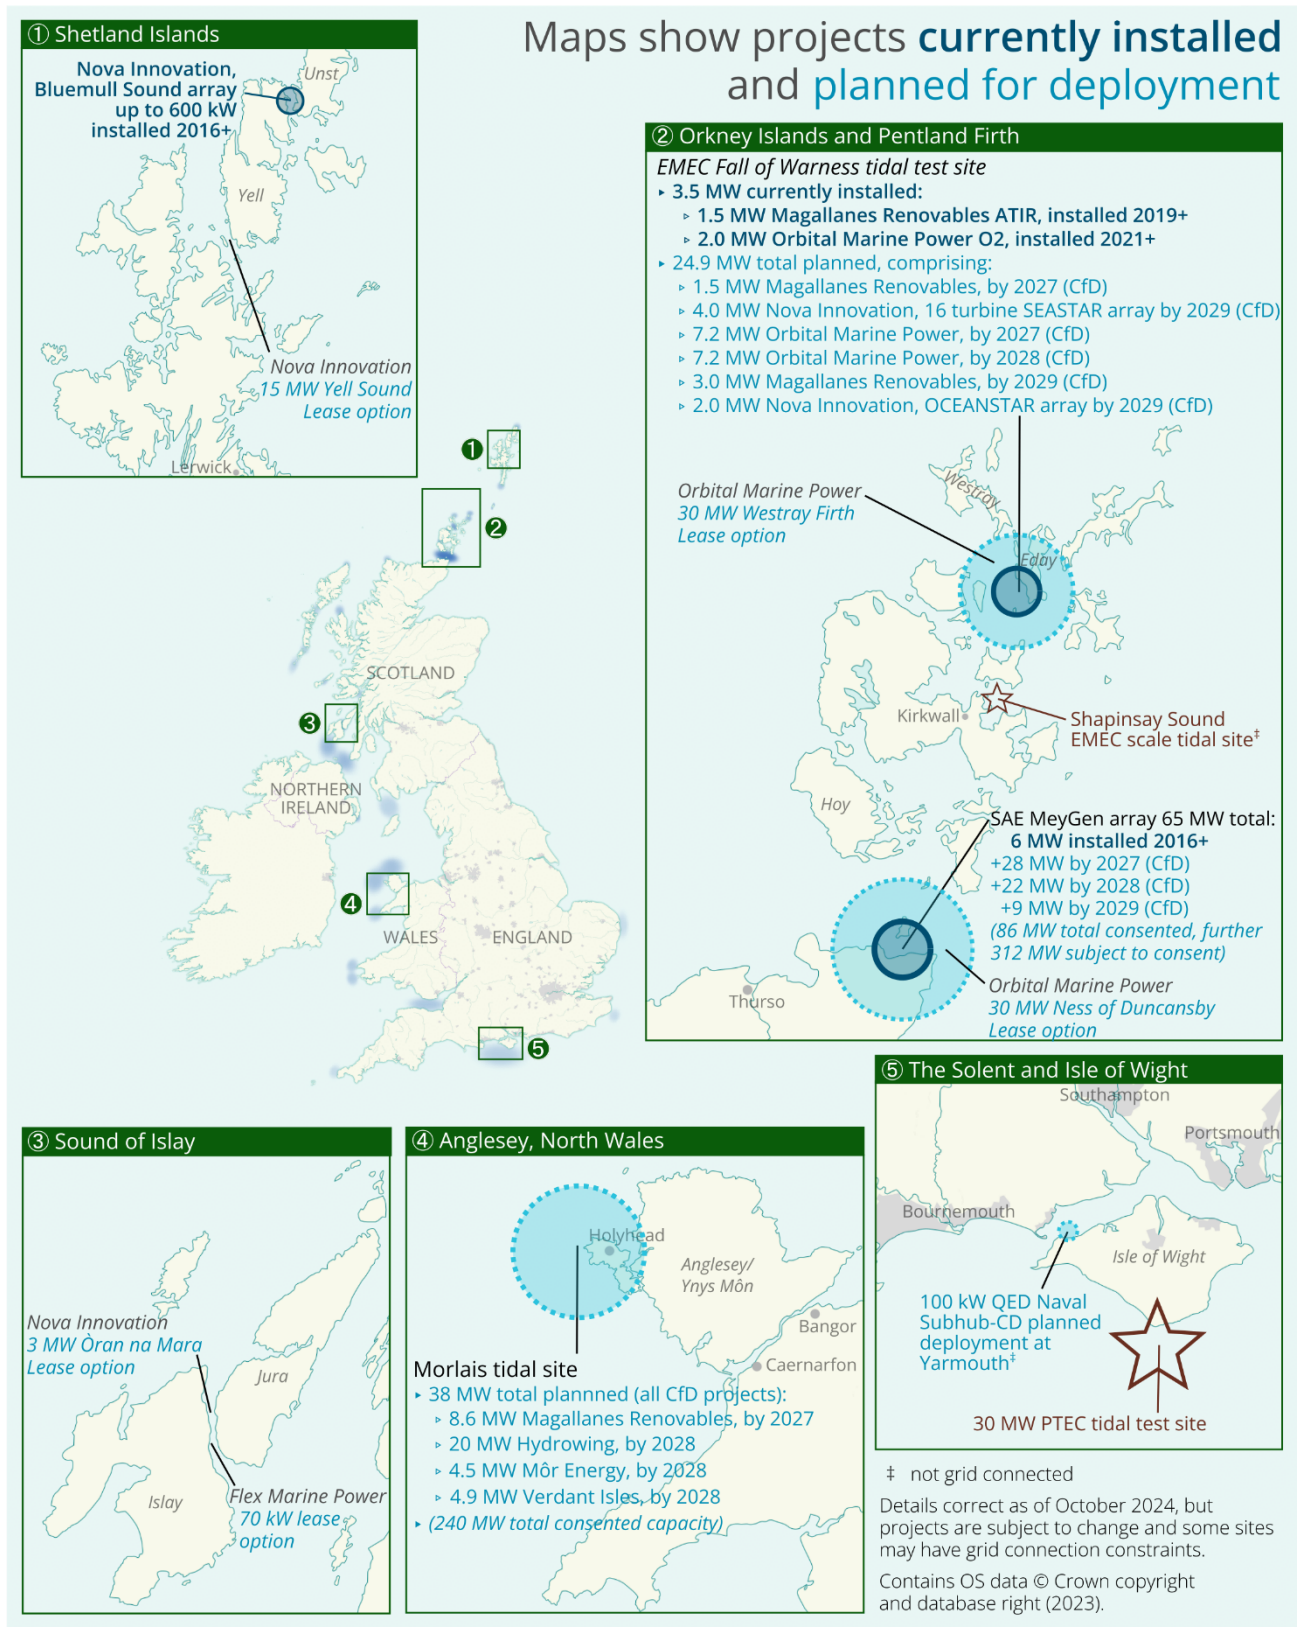 Maps show projects currently installed
and planned for deployment
① Shetland Islands
Nova Innovation,
Bluemull Sound array
up to 600 kW
installed 2016+
Unst
Yell
Nova Innovation
15 MW Yell Sound
Lease option
Lerwick
② Orkney Islands and Pentland Firth
EMEC Fall of Warness tidal test site
‣ 3.5 MW currently installed:
▹ 1.5 MW Magallanes Renovables ATIR, installed 2019+
▹ 2.0 MW Orbital Marine Power O2, installed 2021+
‣ 24.9 MW total planned, comprising:
▹ 1.5 MW Magallanes Renovables, by 2027 (CfD)
▹ 4.0 MW Nova Innovation, 16 turbine SEASTAR array by 2029 (CfD)
▹ 7.2 MW Orbital Marine Power, by 2027 (CfD)
▹ 7.2 MW Orbital Marine Power, by 2028 (CfD)
▹ 3.0 MW Magallanes Renovables, by 2029 (CfD)
▹ 2.0 MW Nova Innovation, OCEANSTAR array by 2029 (CfD)
Orbital Marine Power
30 MW Westray Firth
Lease option
Westray
Eday
Kirkwall
Shapinsay Sound
EMEC scale tidal site‡
Hoy
SAE MeyGen array 65 MW total:
6 MW installed 2016+
+28 MW by 2027 (CfD)
+22 MW by 2028 (CfD)
+9 MW by 2029 (CfD)
(86 MW total consented, further
312 MW subject to consent)
Thurso
Orbital Marine Power
30 MW Ness of Duncansby
Lease option
❶
❷
SCOTLAND
❸
NORTHERN
IRELAND
❹
WALES
ENGLAND
❺
③ Sound of Islay
Nova Innovation
3 MW Òran na Mara
Lease option
Jura
Islay
Flex Marine Power
70 kW lease
option
④ Anglesey, North Wales
Holyhead
Anglesey/
Ynys Môn
Bangor
Caernarfon
Morlais tidal site
‣ 38 MW total plannned (all CfD projects):
▹ 8.6 MW Magallanes Renovables, by 2027
▹ 20 MW Hydrowing, by 2028
▹ 4.5 MW Môr Energy, by 2028
▹ 4.9 MW Verdant Isles, by 2028
‣ (240 MW total consented capacity)
⑤ The Solent and Isle of Wight
Southampton
Portsmouth
Bournemouth
Isle of Wight
100 kW QED Naval
Subhub-CD planned
deployment at
Yarmouth‡
30 MW PTEC tidal test site
‡ not grid connected
Details correct as of October 2024, but
projects are subject to change and some sites
may have grid connection constraints.
Contains OS data © Crown copyright
and database right (2023).